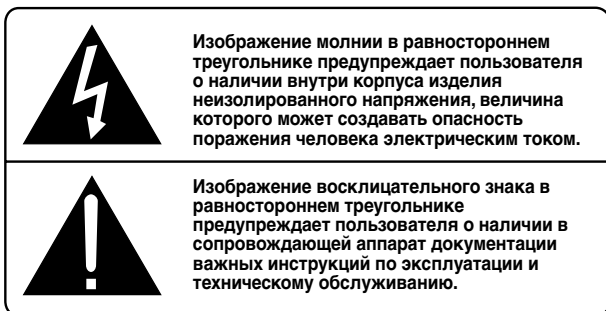 Изображение молнии в равностороннем
треугольнике предупреждает пользователя
о наличии внутри корпуса изделия
неизолированного напряжения, величина
которого может создавать опасность
поражения человека электрическим током.
Изображение восклицательного знака в
равностороннем треугольнике
предупреждает пользователя о наличии в
сопровождающей аппарат документации
важных инструкций по эксплуатации и
техническому обслуживанию.